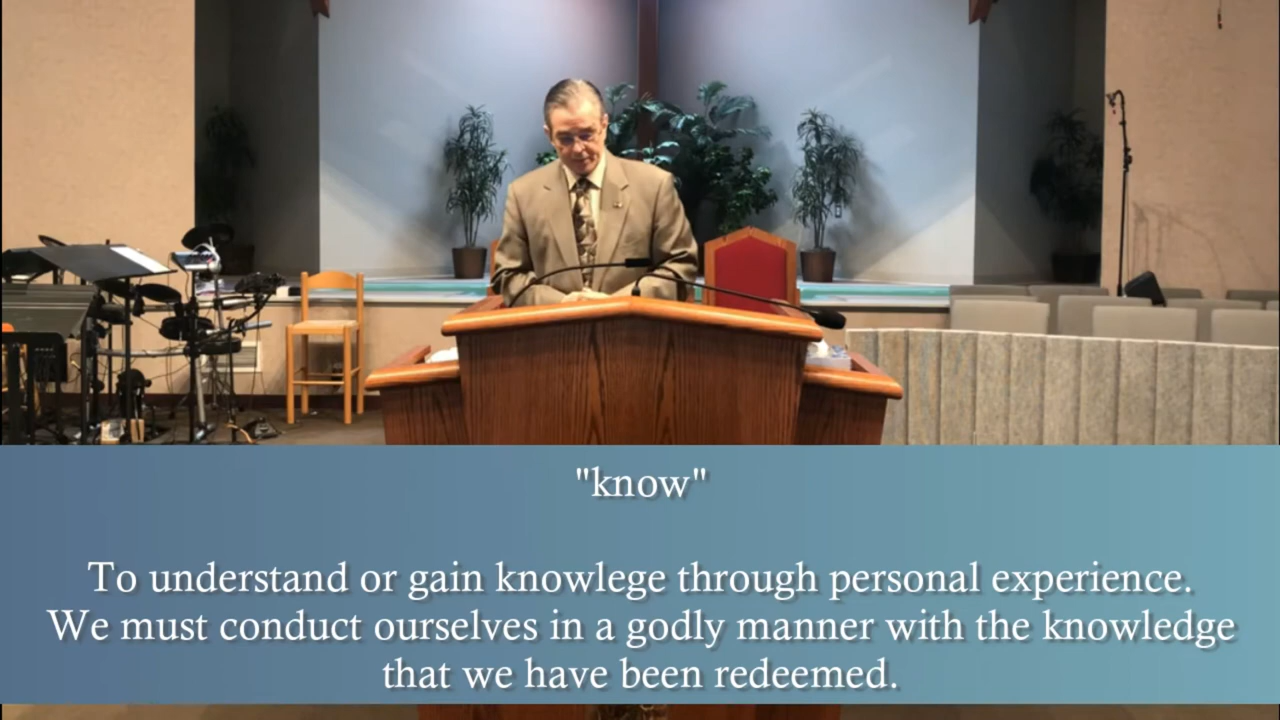 "know"
To understand or gain knowlege through personal experience.
We must conduct ourselves in a godly manner with the knowledge
that we have been redeemed.